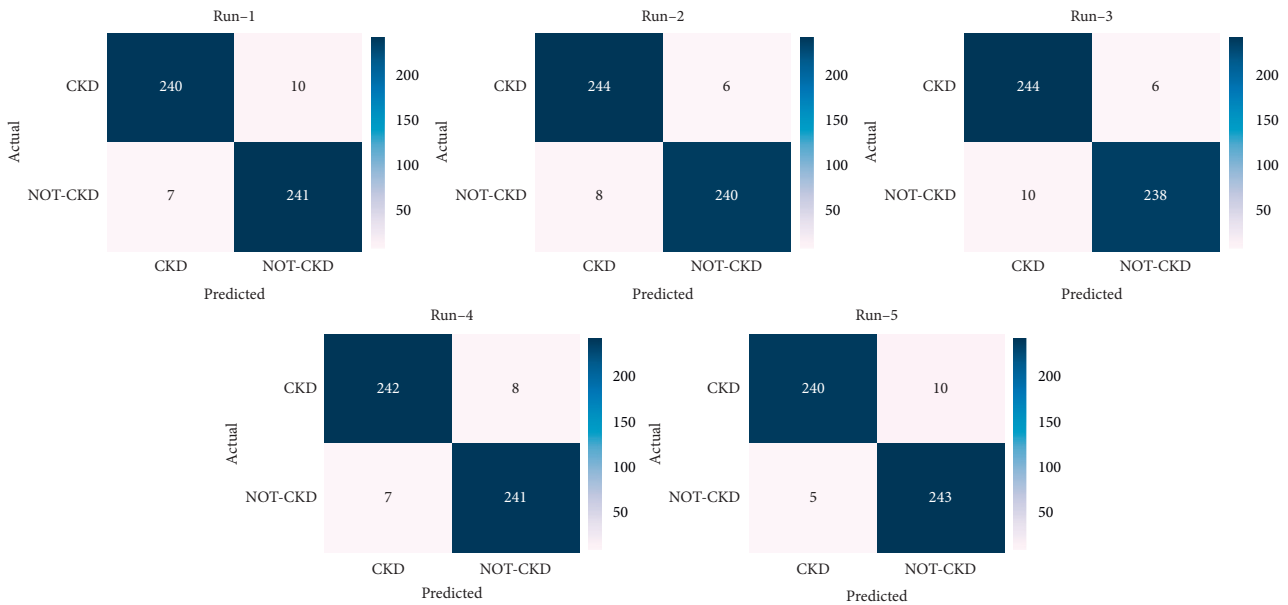 Run–1
CKD
NOT-CKD
Actual
240
10
7
241
CKD
NOT-CKD
Predicted
200
150
100
50
Run–2
CKD
NOT-CKD
Actual
244
6
8
240
CKD
NOT-CKD
Predicted
200
150
100
50
Run–3
CKD
NOT-CKD
Actual
244
6
10
238
CKD
NOT-CKD
Predicted
200
150
100
50
Run–4
CKD
NOT-CKD
Actual
242
8
7
241
CKD
NOT-CKD
Predicted
200
150
100
50
Run–5
CKD
NOT-CKD
Actual
240
10
5
243
CKD
NOT-CKD
Predicted
200
150
100
50